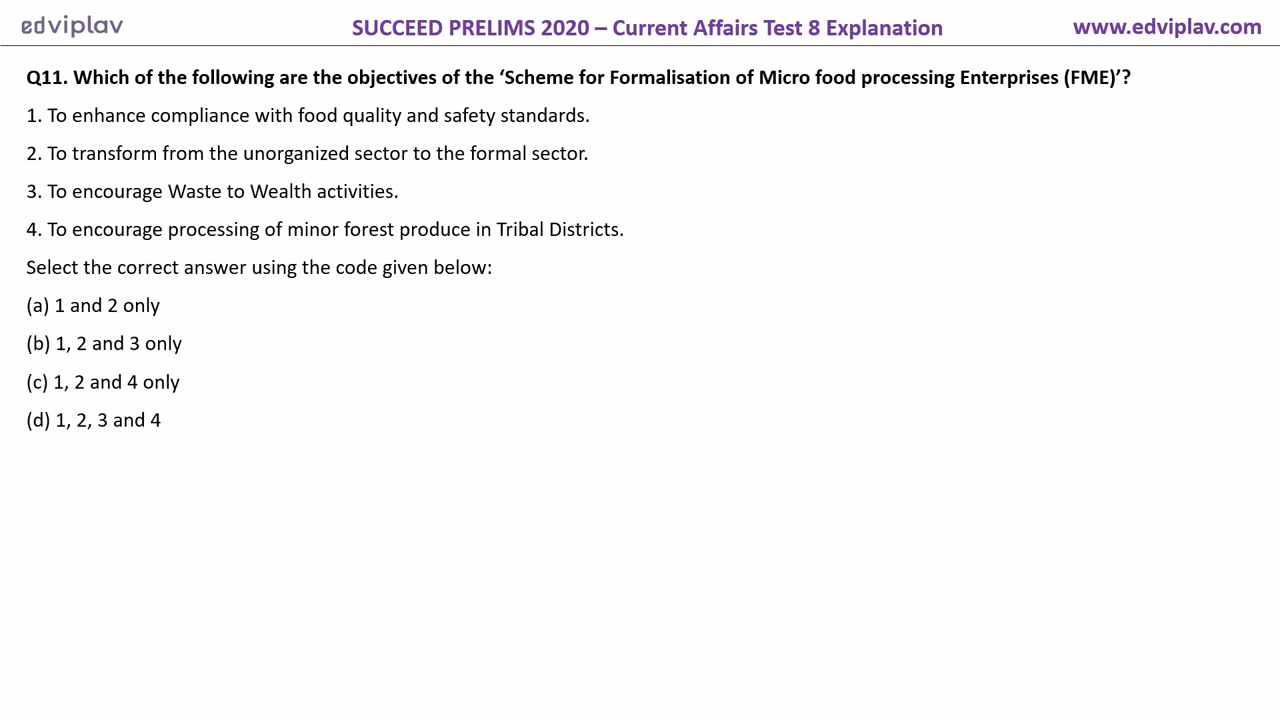 edviplav
SUCCEED PRELIMS 2020 – Current Affairs Test 8 Explanation
www.edviplav.com
Q11. Which of the following are the objectives of the ‘Scheme for Formalisation of Micro food processing Enterprises (FME)’?
1. To enhance compliance with food quality and safety standards.
2. To transform from the unorganized sector to the formal sector.
3. To encourage Waste to Wealth activities.
4. To encourage processing of minor forest produce in Tribal Districts.
Select the correct answer using the code given below:
(a) 1 and 2 only
(b) 1, 2 and 3 only
(c) 1, 2 and 4 only
(d) 1, 2, 3 and 4